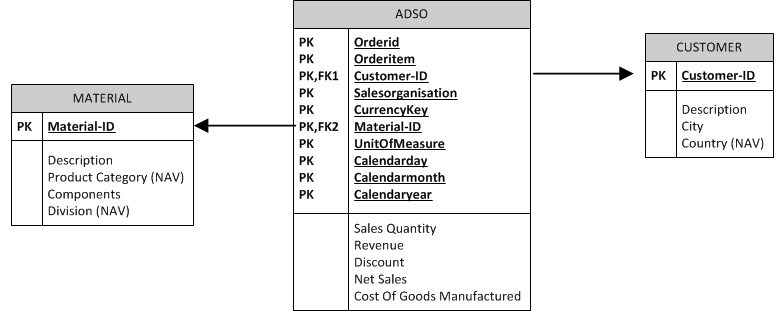 ADSO
PK Orderid
PK Orderitem
PK,FK1 Customer-ID
PK Salesorganisation
PK CurrencyKey
PK,FK2 Material-ID
PK UnitOfMeasure
PK Calendarday
PK Calendarmonth
PK Calendaryear
Sales Quantity
Revenue
Discount
Net Sales
Cost Of Goods Manufactured
CUSTOMER
PK Customer-ID
Description
City
Country (NAV)
MATERIAL
PK Material-ID
Description
Product Category (NAV)
Components
Division (NAV)